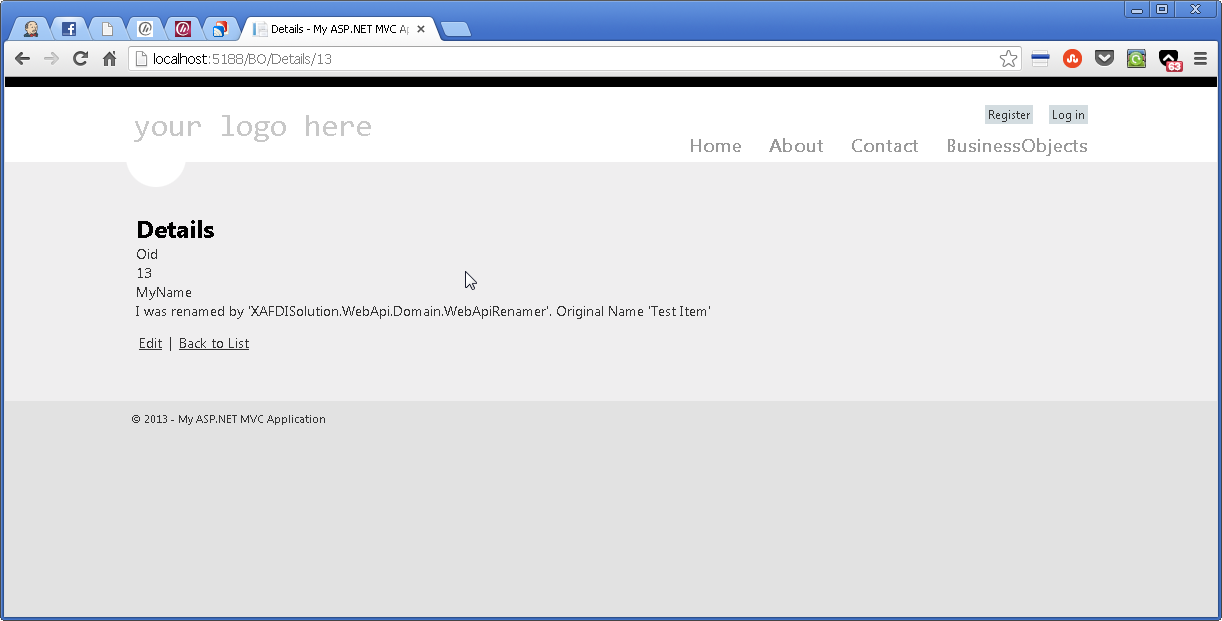 Details - My ASP.NET MVC Ap
localhost:5188/BO/Details/13
63
your logo here
Register Log in
Home About Contact BusinessObjects
Details
Oid
13
MyName
I was renamed by 'XAFDISolution.WebApi.Domain.WebApiRenamer'. Original Name 'Test Item'
Edit | Back to List
© 2013 - My ASP.NET MVC Application